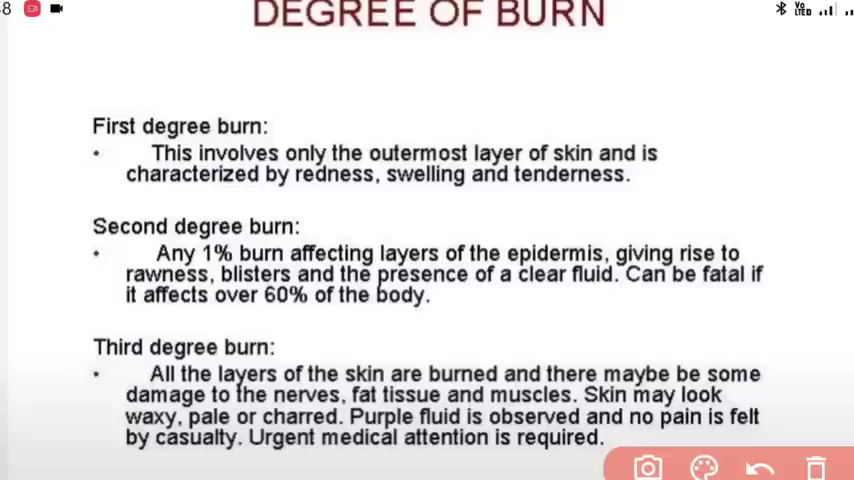 8
Vo
LTED
DEGREE OF BURN
First degree burn:
• This involves only the outermost layer of skin and is
characterized by redness, swelling and tenderness.
Second degree burn:
• Any 1% burn affecting layers of the epidermis, giving rise to
rawness, blisters and the presence of a clear fluid. Can be fatal if
it affects over 60% of the body.
Third degree burn:
• All the layers of the skin are burned and there maybe be some
damage to the nerves, fat tissue and muscles. Skin may look
waxy, pale or charred. Purple fluid is observed and no pain is felt
by casualty. Urgent medical attention is required.